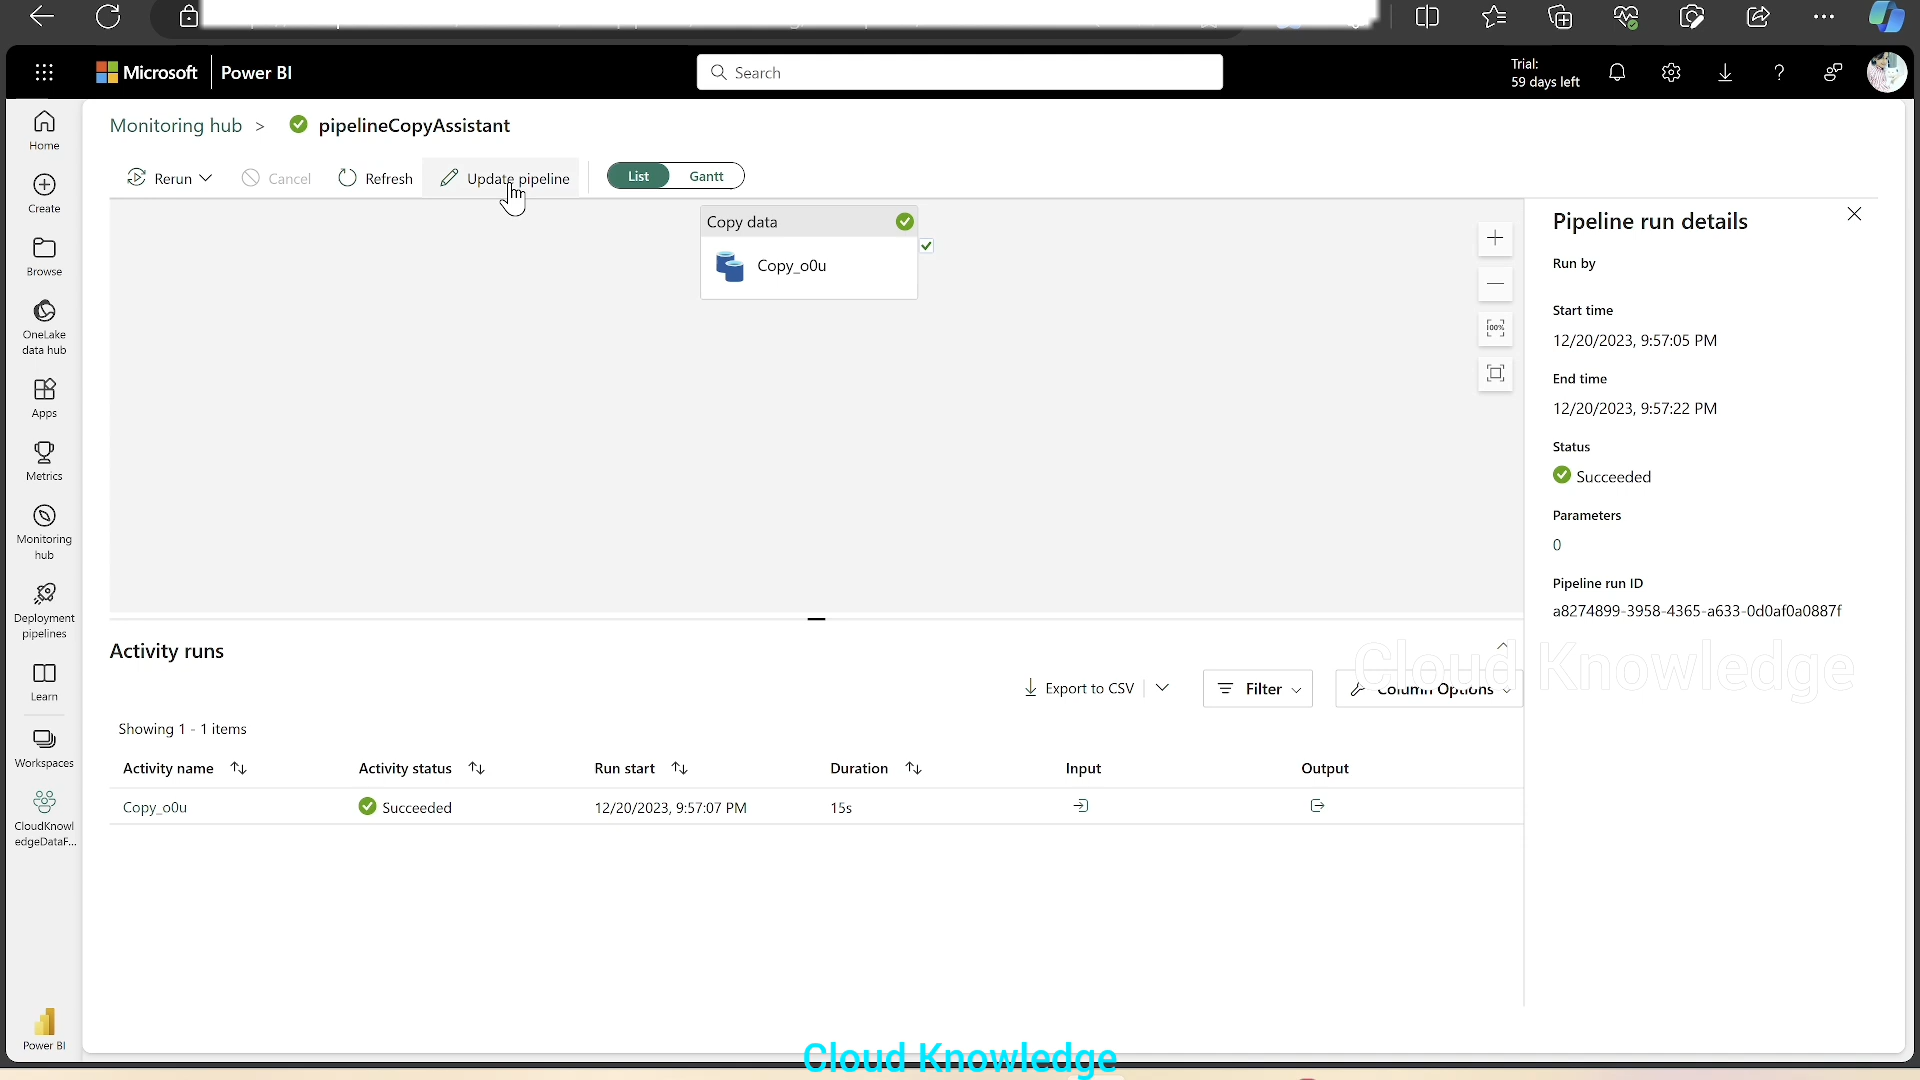 Microsoft
Power BI
Search
Trial:
59 days left
Home
Create
Browse
OneLake
data hub
Apps
Metrics
Monitoring
hub
Deployment
pipelines
Learn
Workspaces
CloudKnowl
edgeDataF...
Power BI
Monitoring hub > pipelineCopyAssistant
Rerun
Cancel
Refresh
Update pipeline
List
Gantt
Copy data
Copy_o0u
100%
Pipeline run details
Run by
Start time
12/20/2023, 9:57:05 PM
End time
12/20/2023, 9:57:22 PM
Status
Succeeded
Parameters
0
Pipeline run ID
a8274899-3958-4365-a633-0d0af0a0887f
Cloud Knowledge
Activity runs
Export to CSV
Filter
Column Options
Showing 1 - 1 items
Activity name
Activity status
Run start
Duration
Input
Output
Copy_o0u
Succeeded
12/20/2023, 9:57:07 PM
15s
Cloud Knowledge